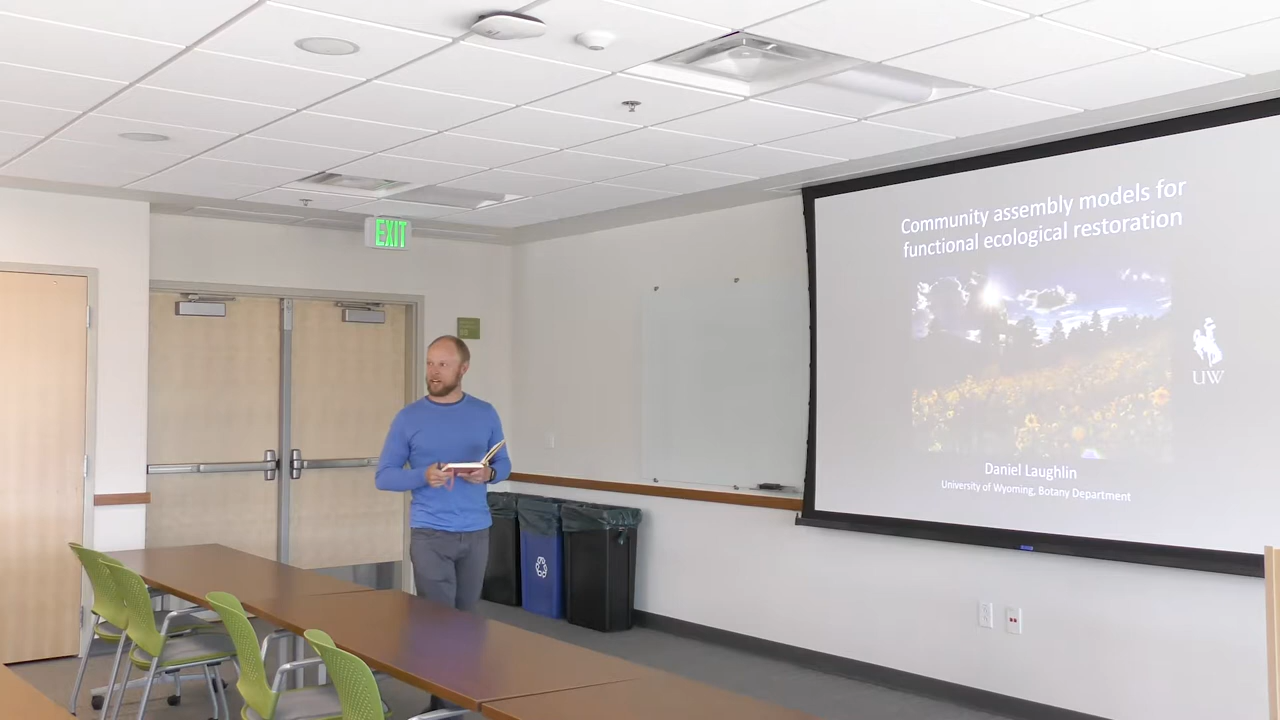 EXIT
Community assembly models for
functional ecological restoration
UW
Daniel Laughlin
University of Wyoming, Botany Department